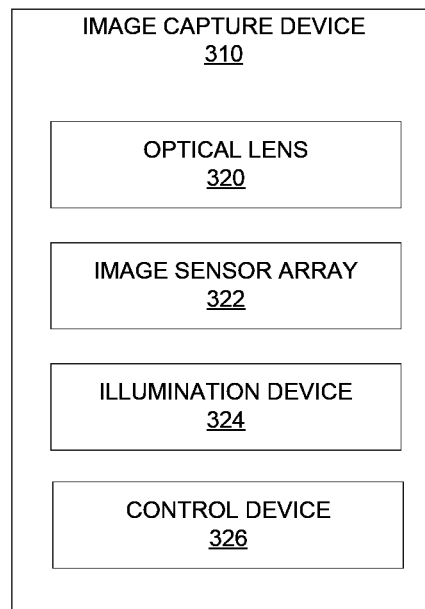 IMAGE CAPTURE DEVICE
310
OPTICAL LENS
320
IMAGE SENSOR ARRAY
322
ILLUMINATION DEVICE
324
CONTROL DEVICE
326